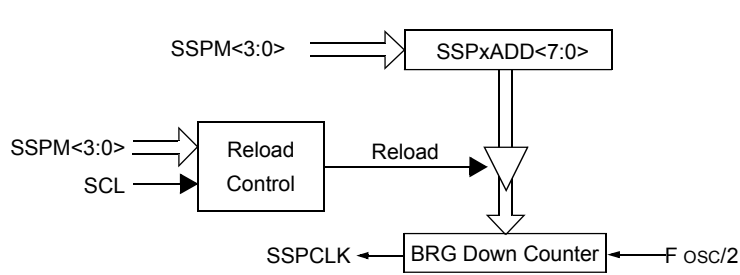 SSPM<3:0>
SSPxADD<7:0>
SSPM<3:0>
Reload
Control
Reload
SCL
SSPCLK
BRG Down Counter
F OSC/2